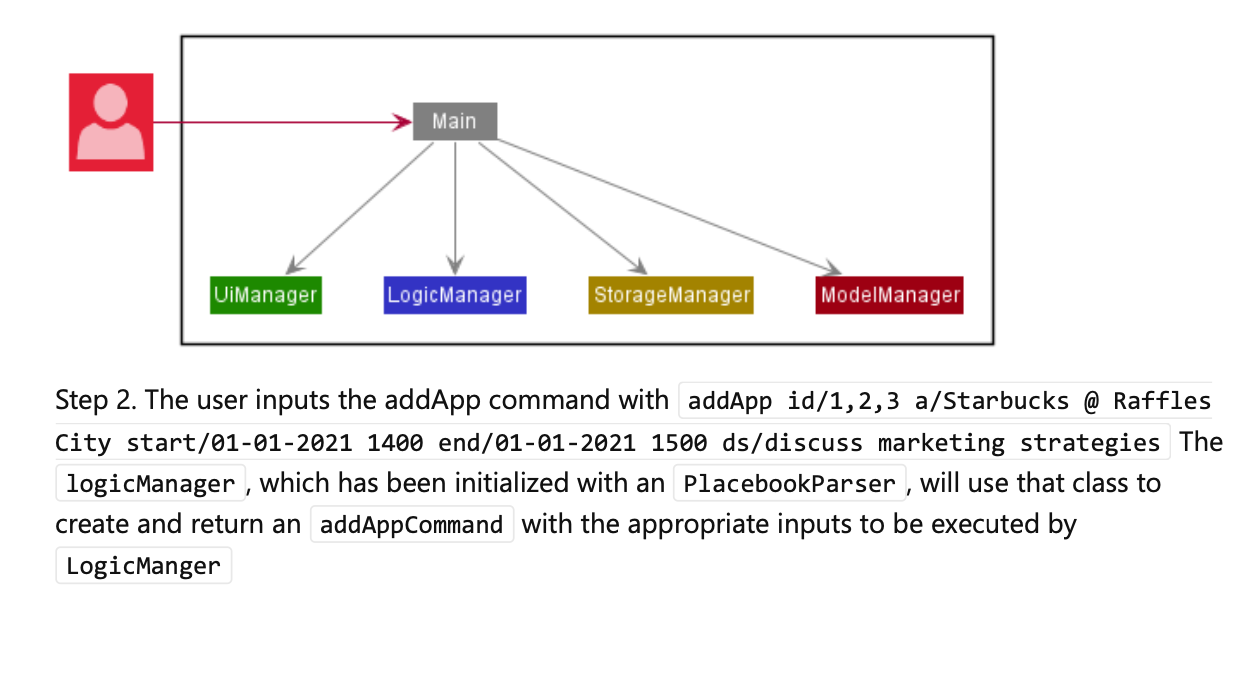 Main
UiManager LogicManager StorageManager ModelManager
Step 2. The user inputs the addApp command with addApp id/1,2,3 a/Starbucks @ Raffles
City start/01-01-2021 1400 end/01-01-2021 1500 ds/discuss marketing strategies The
logicManager , which has been initialized with an PlacebookParser , will use that class to
create and return an addAppCommand with the appropriate inputs to be executed by
LogicManger